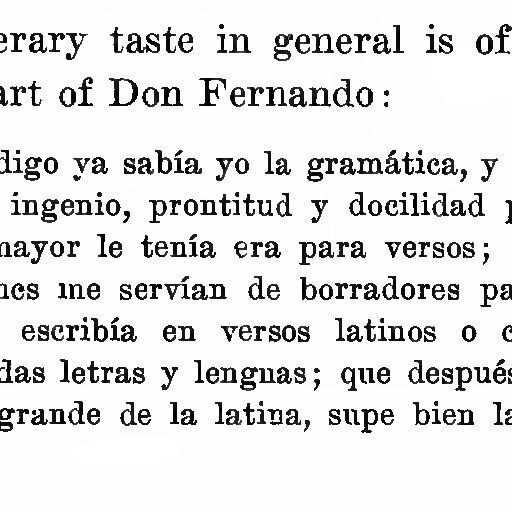 erary taste in general is of
art of Don Fernando:
digo ya sabía yo la gramática, y
ingenio, prontitud y docilidad
mayor le tenía era para versos;
nes me servían de borradores pa
escribía en versos latinos o c
das letras y lenguas; que después
grande de la latina, supe bien la